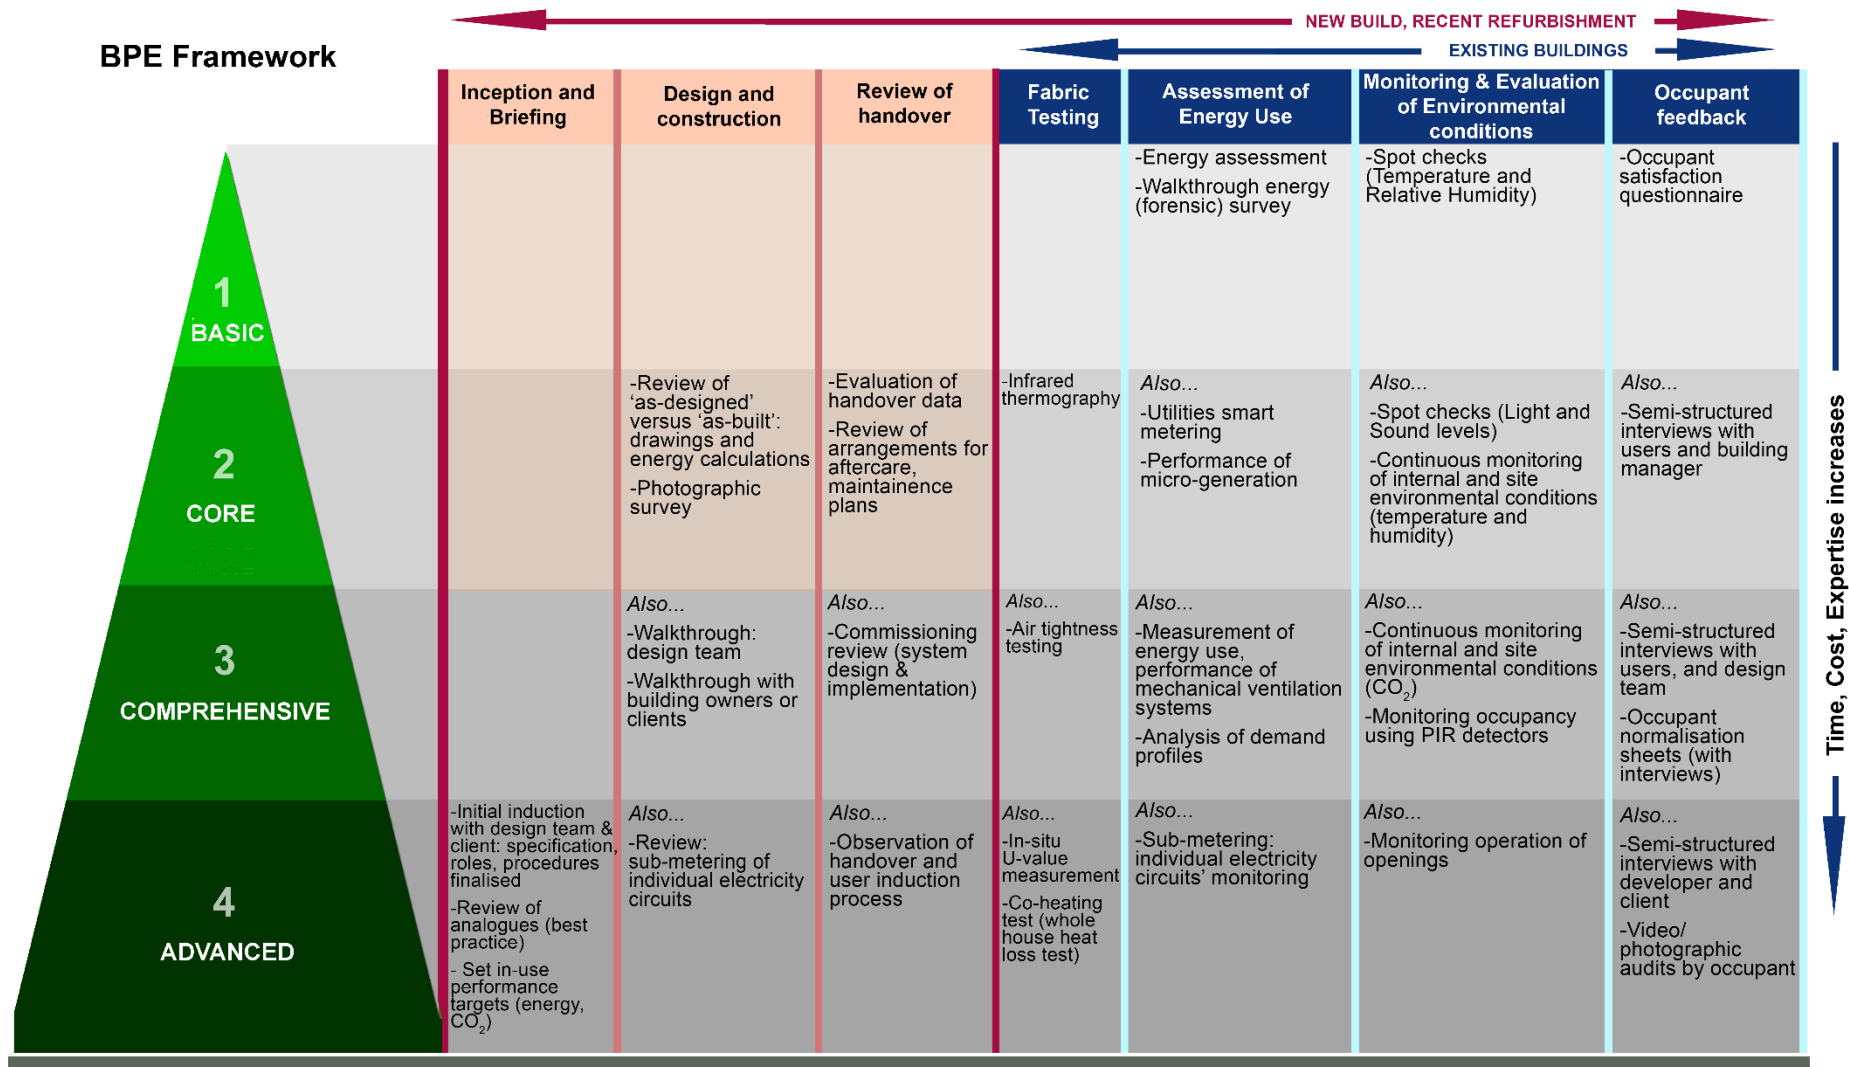 NEW BUILD, RECENT REFURBISHMENT
EXISTING BUILDINGS
BPE Framework
Inception and
Briefing
Design and
construction
Review of
handover
Fabric
Testing
Assessment of
Energy Use
Monitoring & Evaluation
of Environmental
conditions
Occupant
feedback
1
BASIC
-Energy assessment
-Walkthrough energy
(forensic) survey
-Spot checks
(Temperature and
Relative Humidity)
-Occupant
satisfaction
questionnaire
2
CORE
-Review of
‘as-designed’
versus ‘as-built’:
drawings and
energy calculations
-Photographic
survey
-Evaluation of
handover data
-Review of
arrangements for
aftercare,
maintainence
plans
-Infrared
thermography
Also...
-Utilities smart
metering
-Performance of
micro-generation
Also...
-Spot checks (Light and
Sound levels)
-Continuous monitoring
of internal and site
environmental conditions
(temperature and
humidity)
Also...
-Semi-structured
interviews with
users and building
manager
3
COMPREHENSIVE
Also...
-Walkthrough:
design team
-Walkthrough with
building owners or
clients
Also...
-Commissioning
review (system
design &
implementation)
Also...
-Air tightness
testing
Also...
-Measurement of
energy use,
performance of
mechanical ventilation
systems
-Analysis of demand
profiles
Also...
-Continuous monitoring
of internal and site
environmental conditions
(CO₂)
-Monitoring occupancy
using PIR detectors
Also...
-Semi-structured
interviews with
users, and design
team
-Occupant
normalisation
sheets (with
interviews)
4
ADVANCED
-Initial induction
with design team &
client: specification,
roles, procedures
finalised
-Review of
analogues (best
practice)
- Set in-use
performance
targets (energy,
CO₂)
Also...
-Review:
sub-metering of
individual electricity
circuits
Also...
-Observation of
handover and
user induction
process
Also...
-In-situ
U-value
measurement
-Co-heating
test (whole
house heat
loss test)
Also...
-Sub-metering:
individual electricity
circuits’ monitoring
Also...
-Monitoring operation of
openings
Also...
-Semi-structured
interviews with
developer and
client
-Video/
photographic
audits by occupant
Time, Cost, Expertise increases